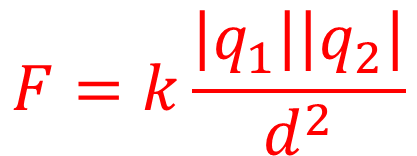 F = k |q₁||q₂| / d²